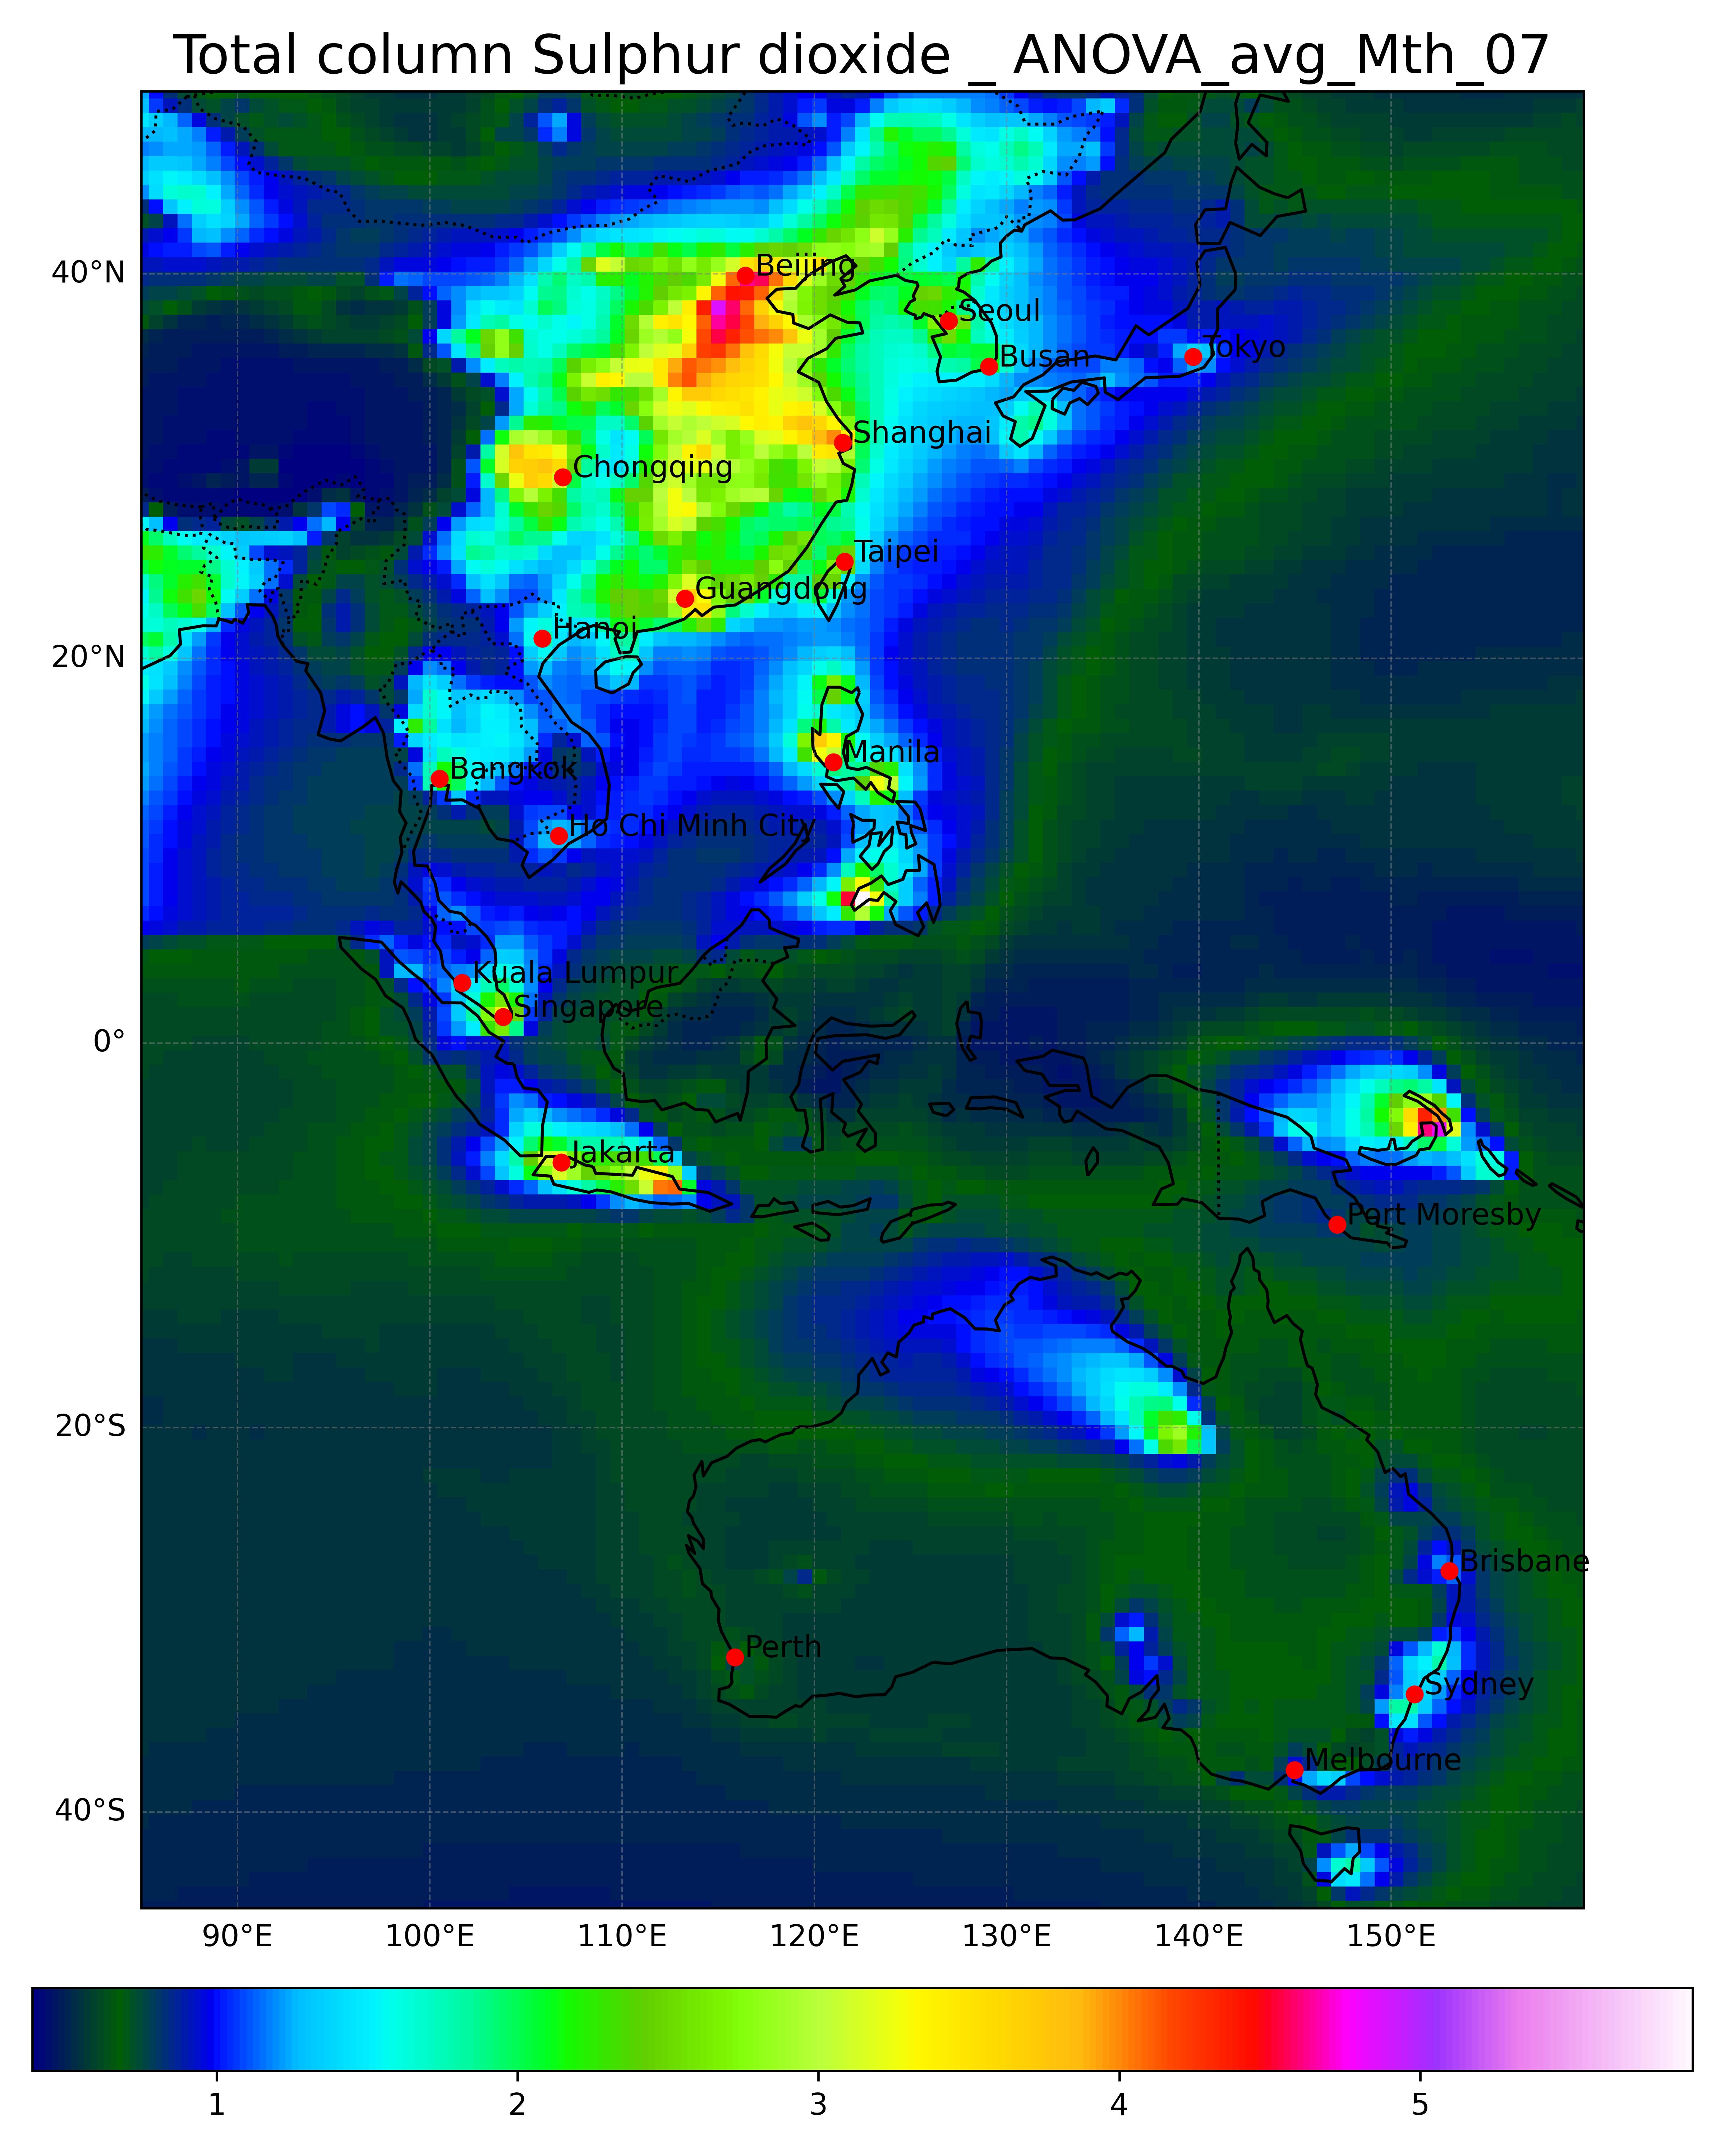 Total column Sulphur dioxide _ ANOVA_avg_Mth_07
40°N
20°N
0°
20°S
40°S
Beijing
Seoul
Busan
Tokyo
Shanghai
Chongqing
Taipei
Guangdong
Hanoi
Manila
Bangkok
Ho Chi Minh City
Kuala Lumpur
Singapore
Jakarta
Port Moresby
Brisbane
Perth
Sydney
Melbourne
90°E 100°E 110°E 120°E 130°E 140°E 150°E
1 2 3 4 5